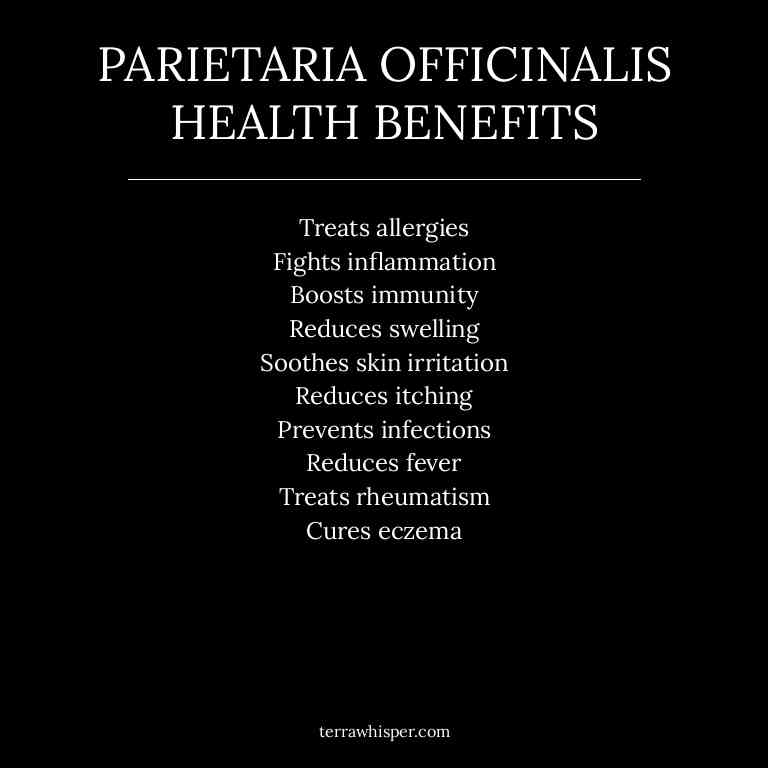 PARIETARIA OFFICINALIS
HEALTH BENEFITS
Treats allergies
Fights inflammation
Boosts immunity
Reduces swelling
Soothes skin irritation
Reduces itching
Prevents infections
Reduces fever
Treats rheumatism
Cures eczema
terrawhisper.com